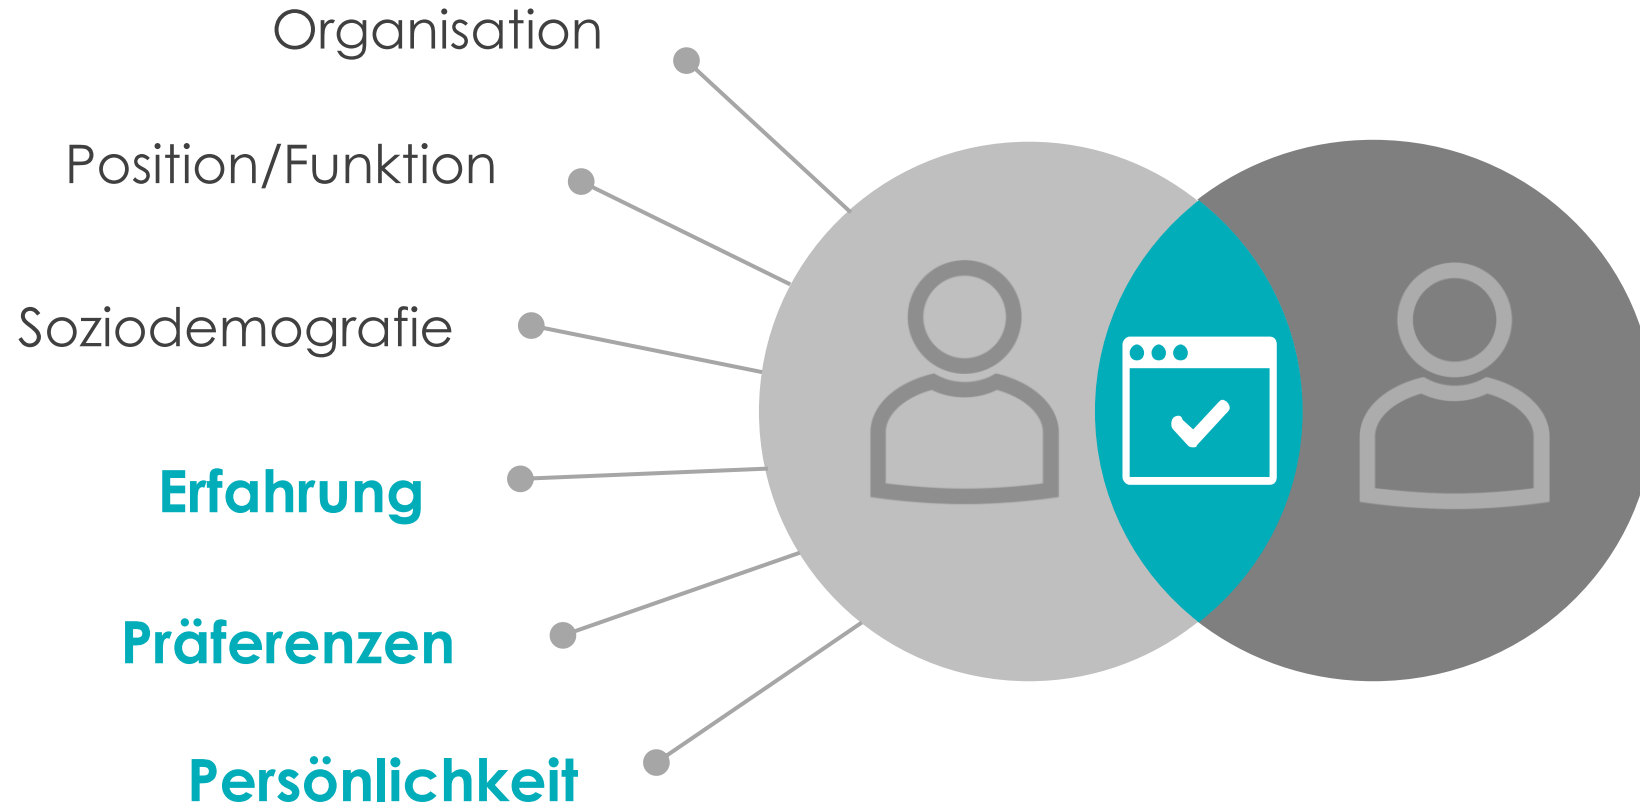 Organisation
Position/Funktion
Soziodemografie
Erfahrung
Präferenzen
Persönlichkeit